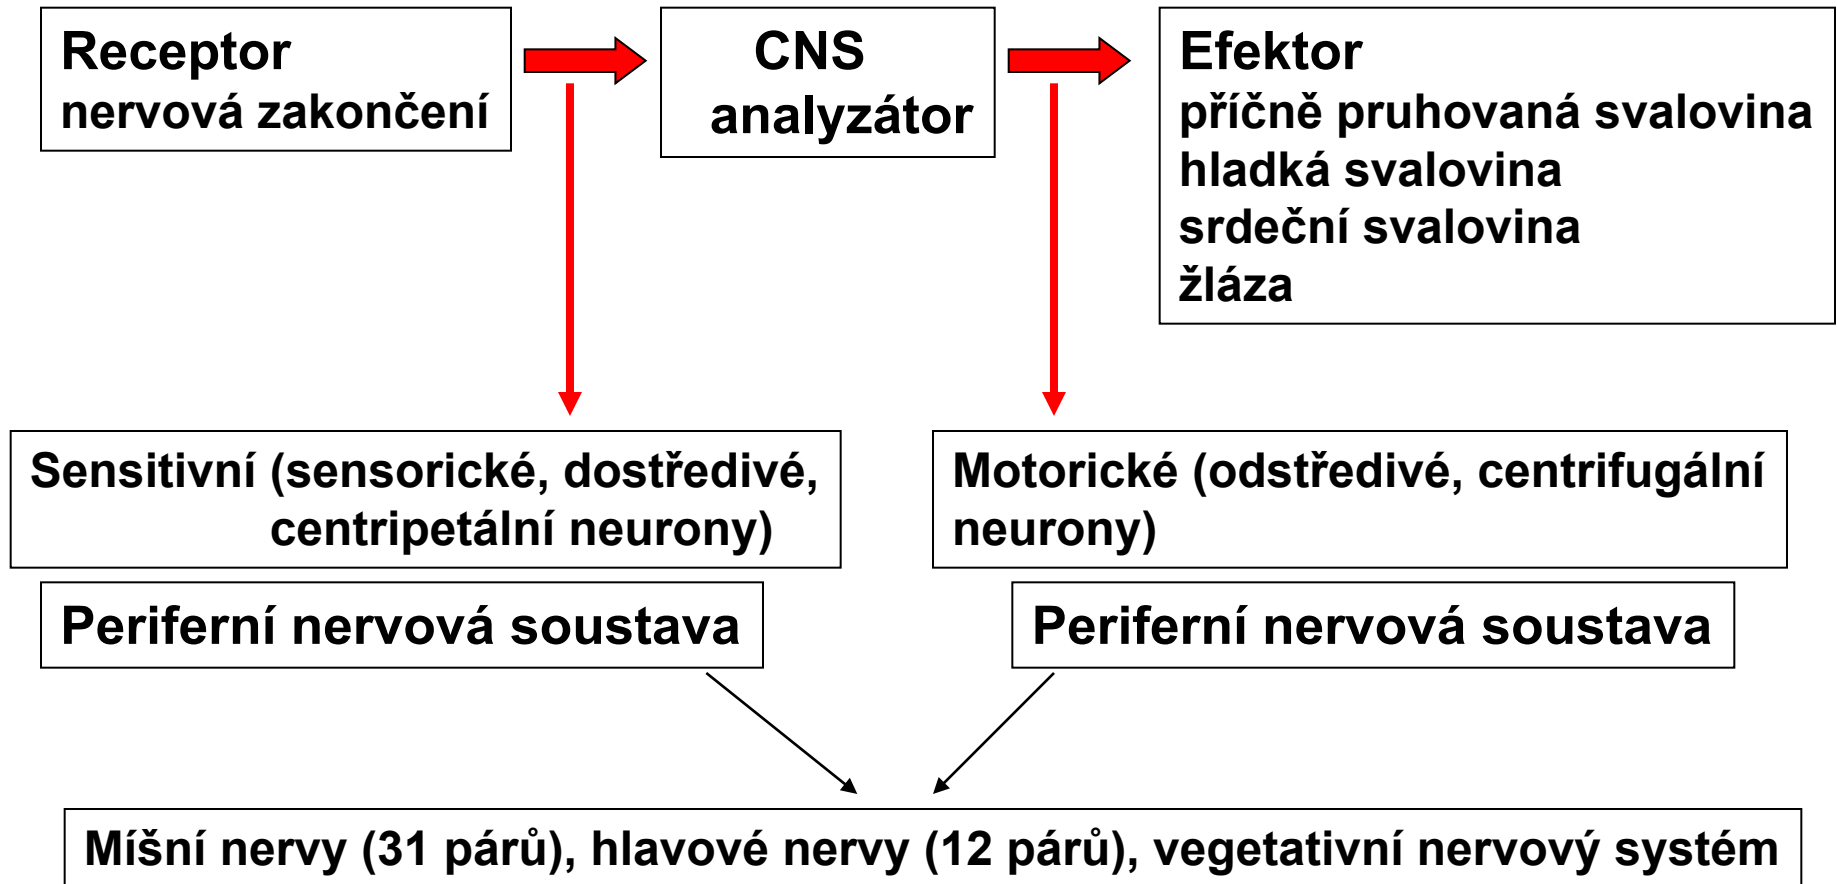 Receptor
nervová zakončení
CNS
analyzátor
Efektor
příčně pruhovaná svalovina
hladká svalovina
srdeční svalovina
žláza
Sensitivní (sensorické, dostředivé,
centripetální neurony)
Motorické (odstředivé, centrifugální
neurony)
Periferní nervová soustava
Periferní nervová soustava
Míšní nervy (31 párů), hlavové nervy (12 párů), vegetativní nervový systém